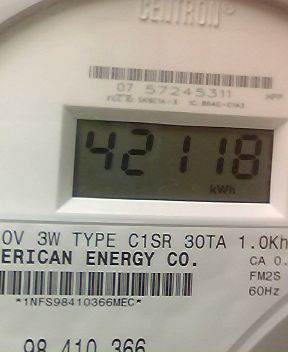 CENTRON®
07 57245311
42118
kWh
0V 3W TYPE C1SR 30TA 1.0Kh
ERICAN ENERGY CO.
CA 0.
FM2S
60Hz
*1NFS98410366MEC*
98 410 366